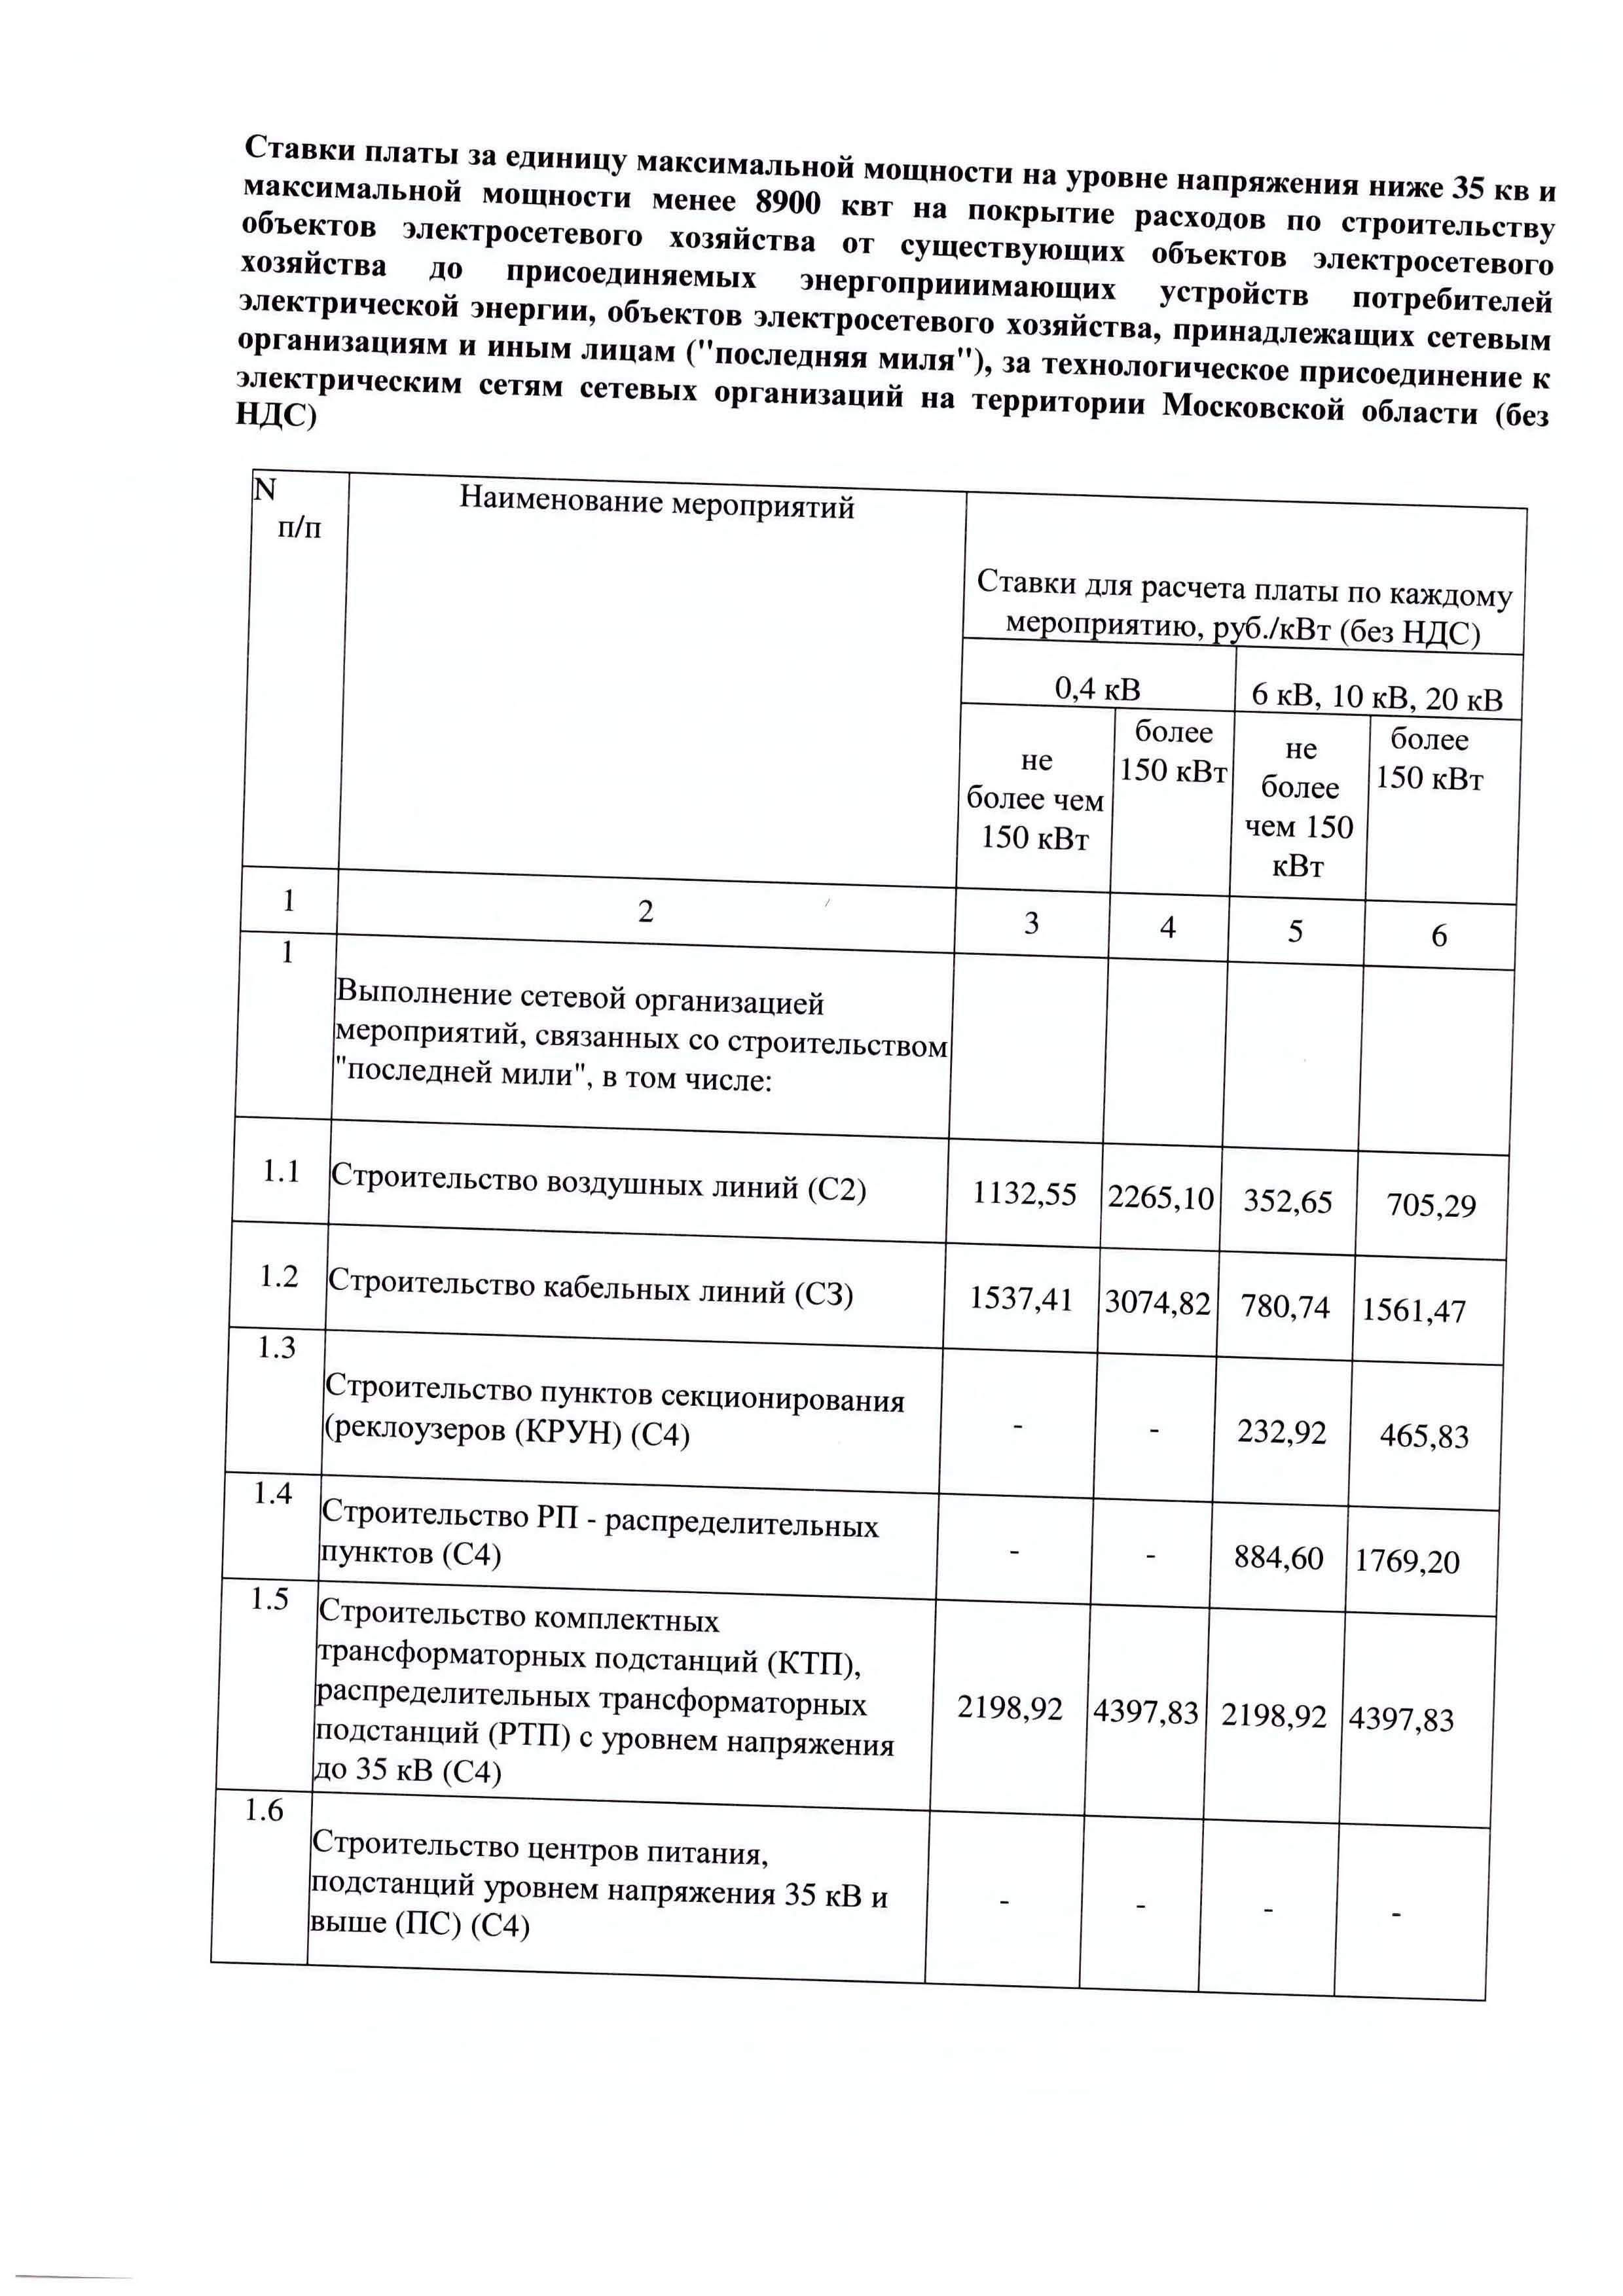 Ставки платы за единицу максимальной мощности на уровне напряжения ниже 35 кв и
максимальной мощности менее 8900 квт на покрытие расходов по строительству
объектов электросетевого хозяйства от существующих объектов электросетевого
хозяйства до присоединяемых энергоприиимающих устройств потребителей
электрической энергии, объектов электросетевого хозяйства, принадлежащих сетевым
организациям и иным лицам ("последняя миля"), за технологическое присоединение к
электрическим сетям сетевых организаций на территории Московской области (без
НДС)
N
п/п
Наименование мероприятий
Ставки для расчета платы по каждому
мероприятию, руб./кВт (без НДС)
0,4 кВ
6 кВ, 10 кВ, 20 кВ
не
более чем
150 кВт
более
150 кВт
не
более
чем 150
кВт
более
150 кВт
1 2 3 4 5 6
1
Выполнение сетевой организацией
мероприятий, связанных со строительством
"последней мили", в том числе:
1.1 Строительство воздушных линий (С2) 1132,55 2265,10 352,65 705,29
1.2 Строительство кабельных линий (СЗ) 1537,41 3074,82 780,74 1561,47
1.3
Строительство пунктов секционирования
(реклоузеров (КРУН) (С4)
- - 232,92 465,83
1.4
Строительство РП - распределительных
пунктов (С4)
- - 884,60 1769,20
1.5
Строительство комплектных
трансформаторных подстанций (КТП),
распределительных трансформаторных
подстанций (РТП) с уровнем напряжения
до 35 кВ (С4)
2198,92 4397,83 2198,92 4397,83
1.6
Строительство центров питания,
подстанций уровнем напряжения 35 кВ и
выше (ПС) (С4)
- - - -